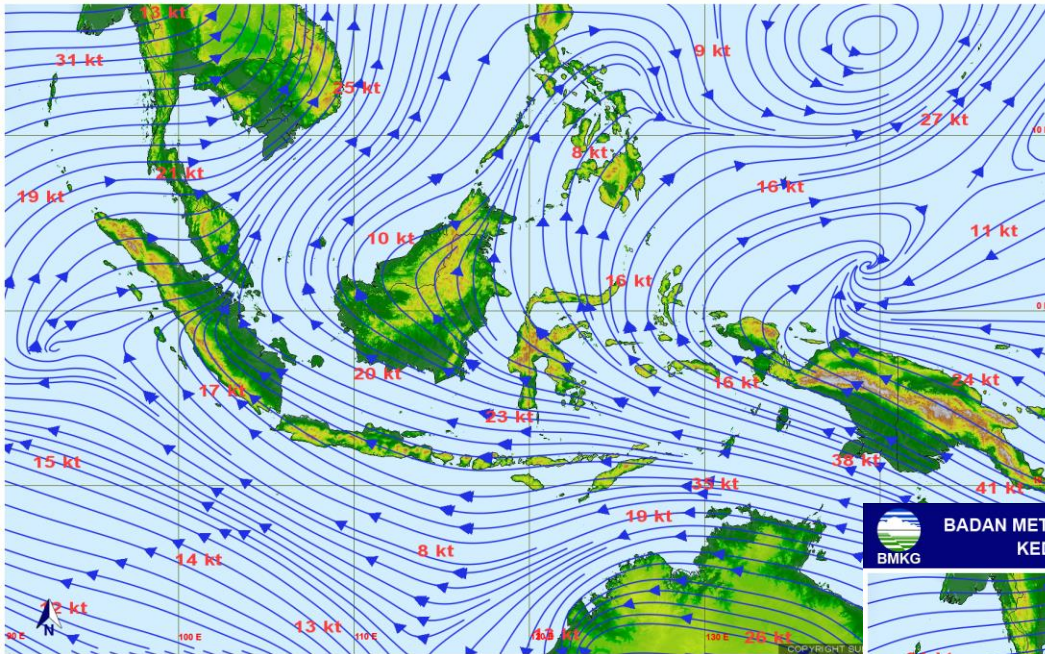 13 kt
9 kt
31 kt
25 kt
27 kt
8 kt
21 kt
16 kt
19 kt
11 kt
10 kt
16 kt
20 kt
16 kt
24 kt
17 kt
23 kt
15 kt
38 kt
35 kt
41 kt
19 kt
8 kt
14 kt
BADAN MET
KED
BMKG
12 kt
13 kt
26 kt
N
100 E
110 E
130 E